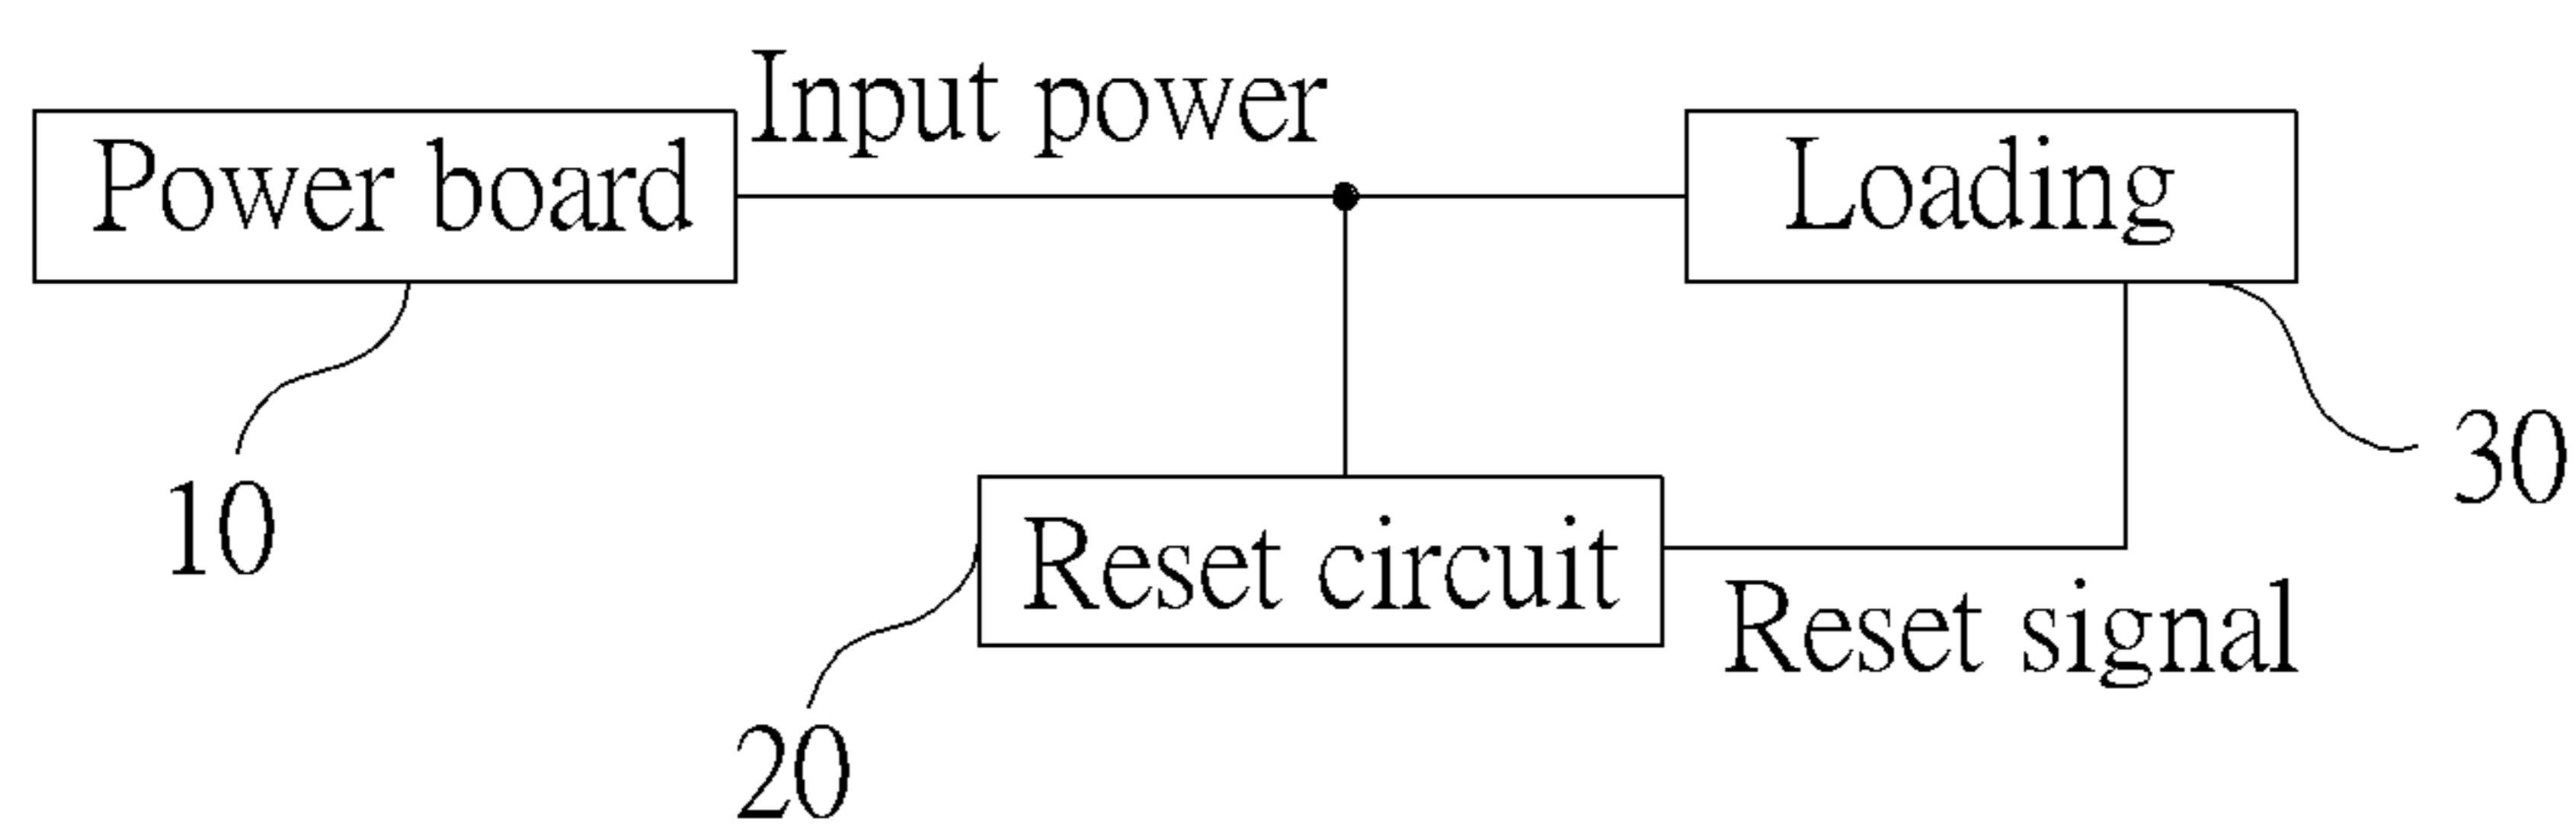 Input power
Power board
Loading
10
30
Reset circuit
Reset signal
20